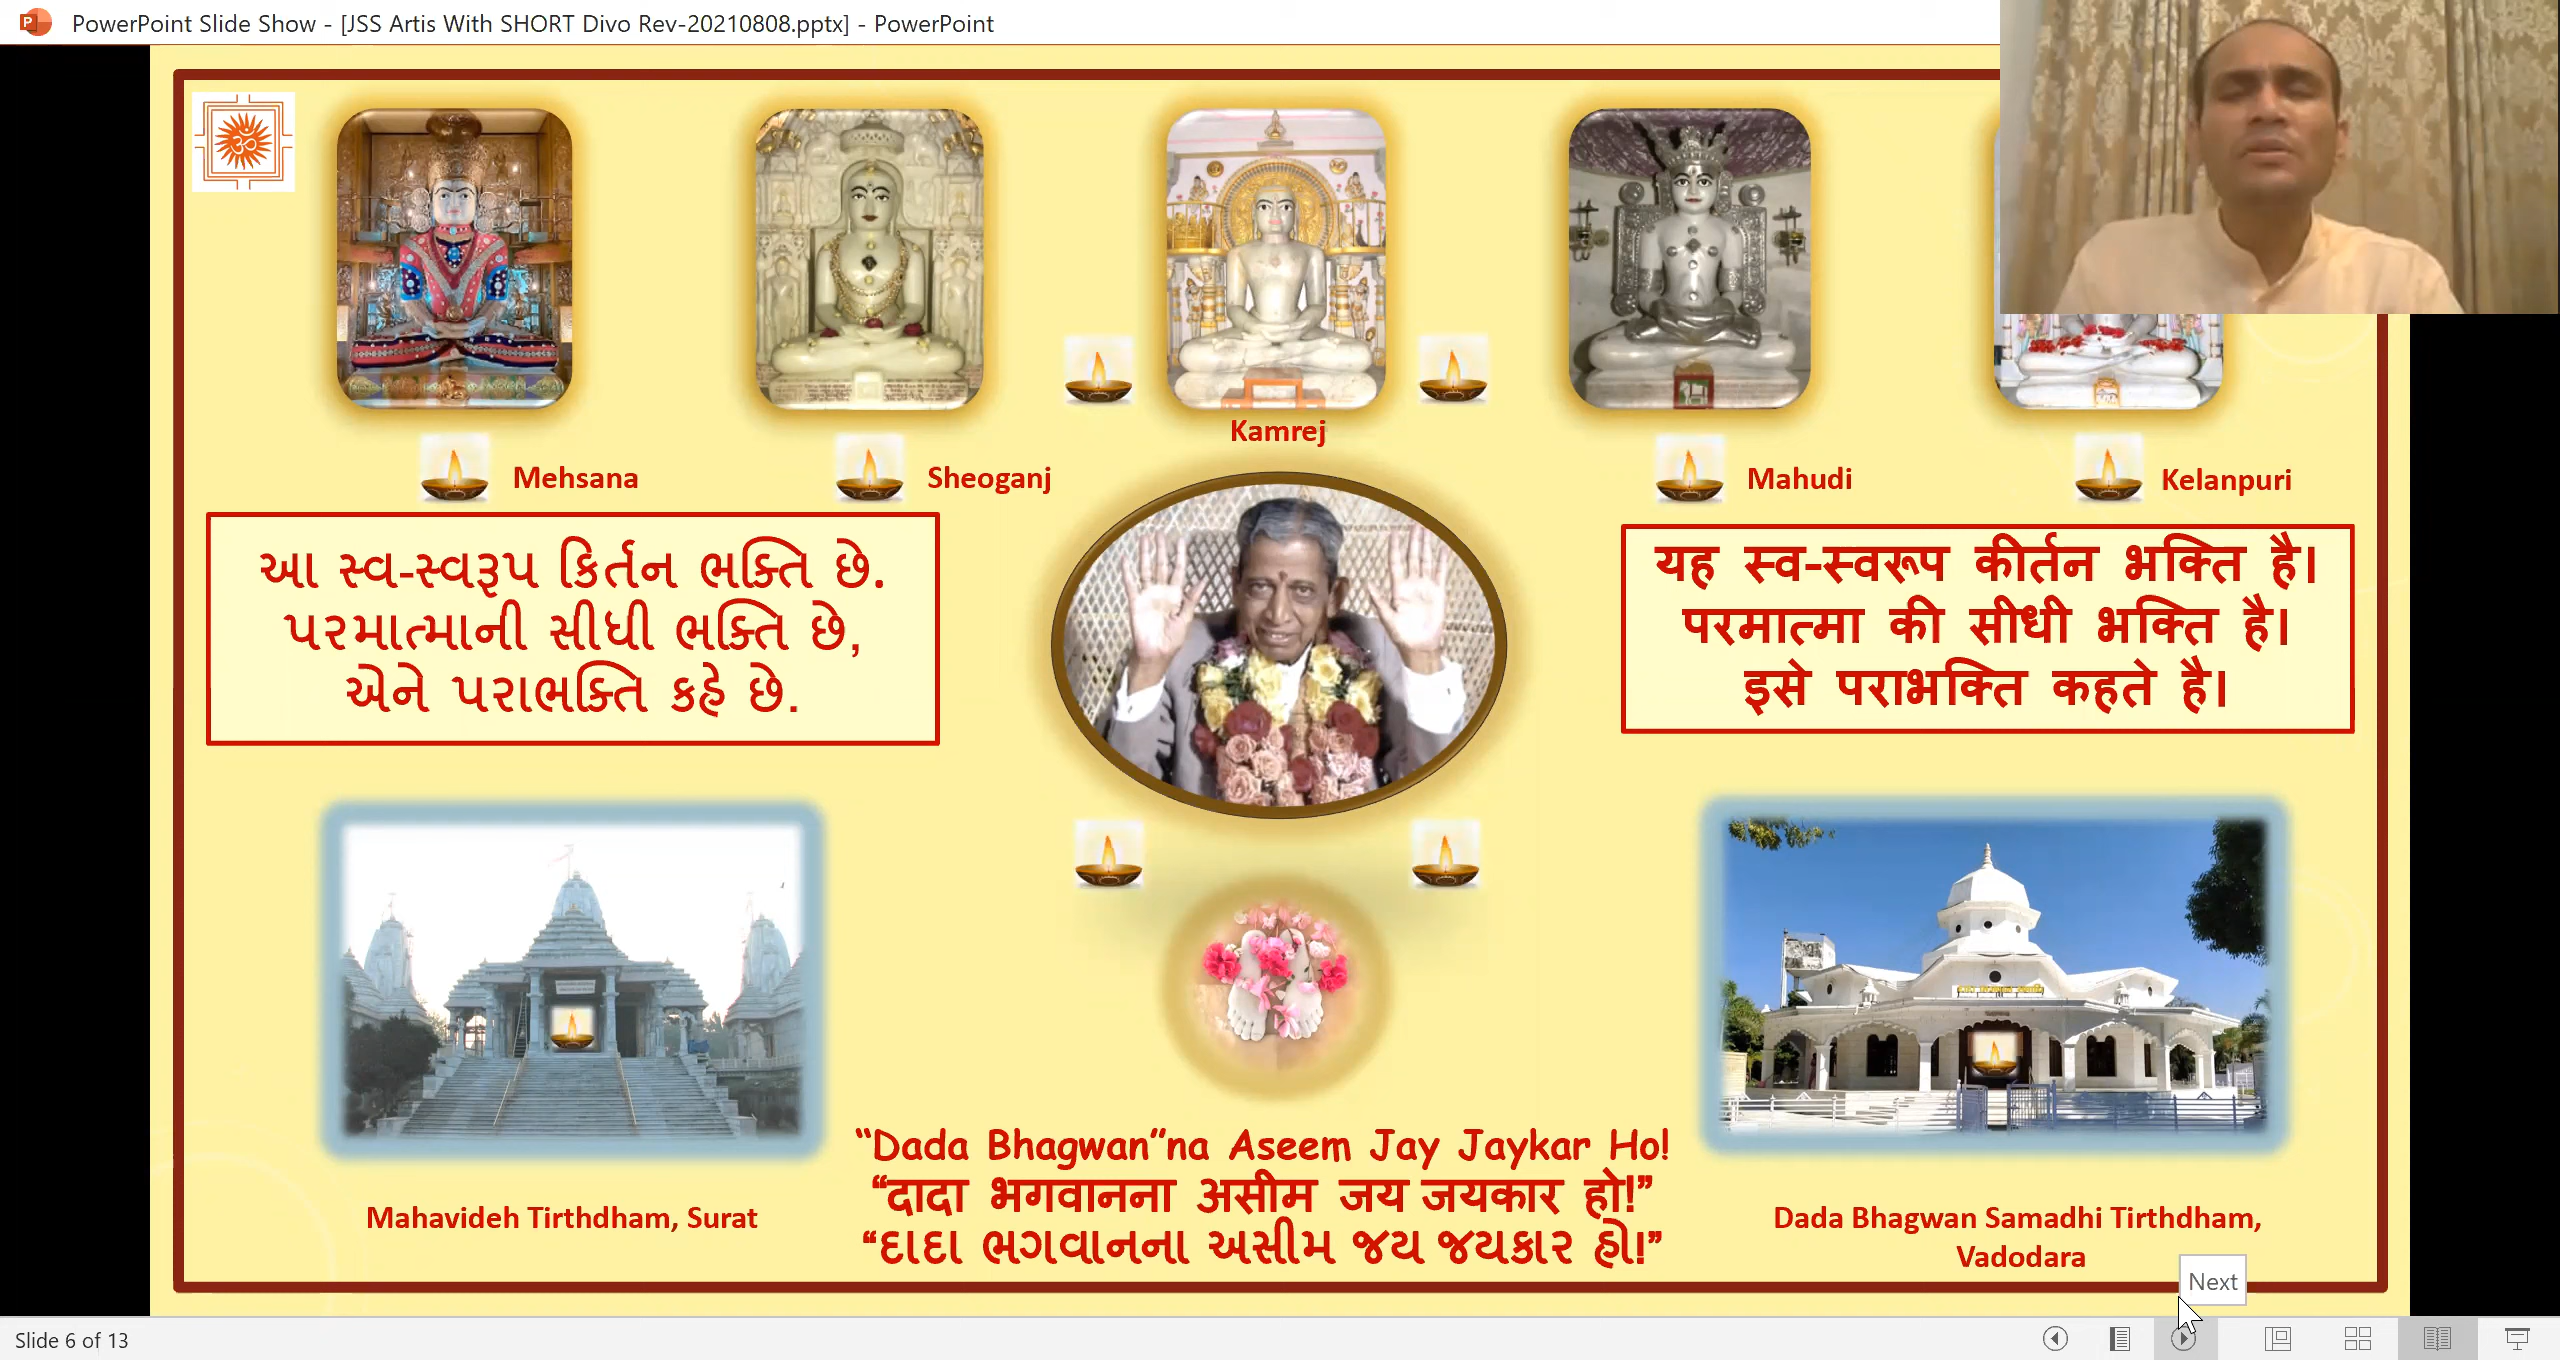 PowerPoint Slide Show - [JSS Artis With SHORT Divo Rev-20210808.pptx] - PowerPoint
Kamrej
Mehsana
Sheoganj
Mahudi
Kelanpuri
આ સ્વ-સ્વરૂપ કિર્તન ભક્તિ છે.
પરમાત્માની સીધી ભક્તિ છે,
એને પરાભક્તિ કહે છે.
यह स्व-स्वरूप कीर्तन भक्ति है।
परमात्मा की सीधी भक्ति है।
इसे पराभक्ति कहते है।
"Dada Bhagwan"na Aseem Jay Jaykar Ho!
“दादा भगवानना असीम जय जयकार हो!”
“દાદા ભગવાનના અસીમ જય જયકાર હો!”
Mahavideh Tirthdham, Surat
Dada Bhagwan Samadhi Tirthdham,
Vadodara
Next
Slide 6 of 13